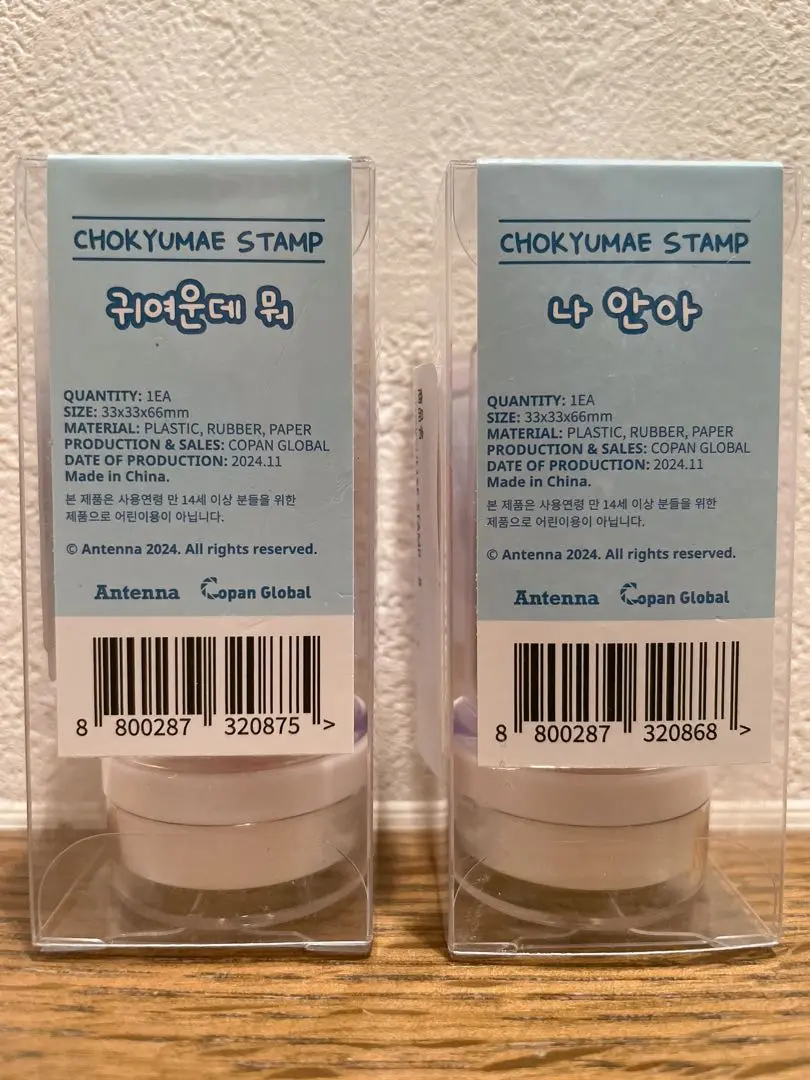 CHOKYUMAE STAMP
귀여운데 뭐
QUANTITY: 1EA
SIZE: 33x33x66mm
MATERIAL: PLASTIC, RUBBER, PAPER
PRODUCTION & SALES: COPAN GLOBAL
DATE OF PRODUCTION: 2024.11
Made in China.
본 제품은 사용연령 만 14세 이상 분들을 위한
제품으로 어린이용이 아닙니다.
© Antenna 2024. All rights reserved.
Antenna Copan Global
8 800287 320875 >
CHOKYUMAE STAMP
나 안아
QUANTITY: 1EA
SIZE: 33x33x66mm
MATERIAL: PLASTIC, RUBBER, PAPER
PRODUCTION & SALES: COPAN GLOBAL
DATE OF PRODUCTION: 2024.11
Made in China.
본 제품은 사용연령 만 14세 이상 분들을 위한
제품으로 어린이용이 아닙니다.
© Antenna 2024. All rights reserved.
Antenna Copan Global
8 800287 320868 >